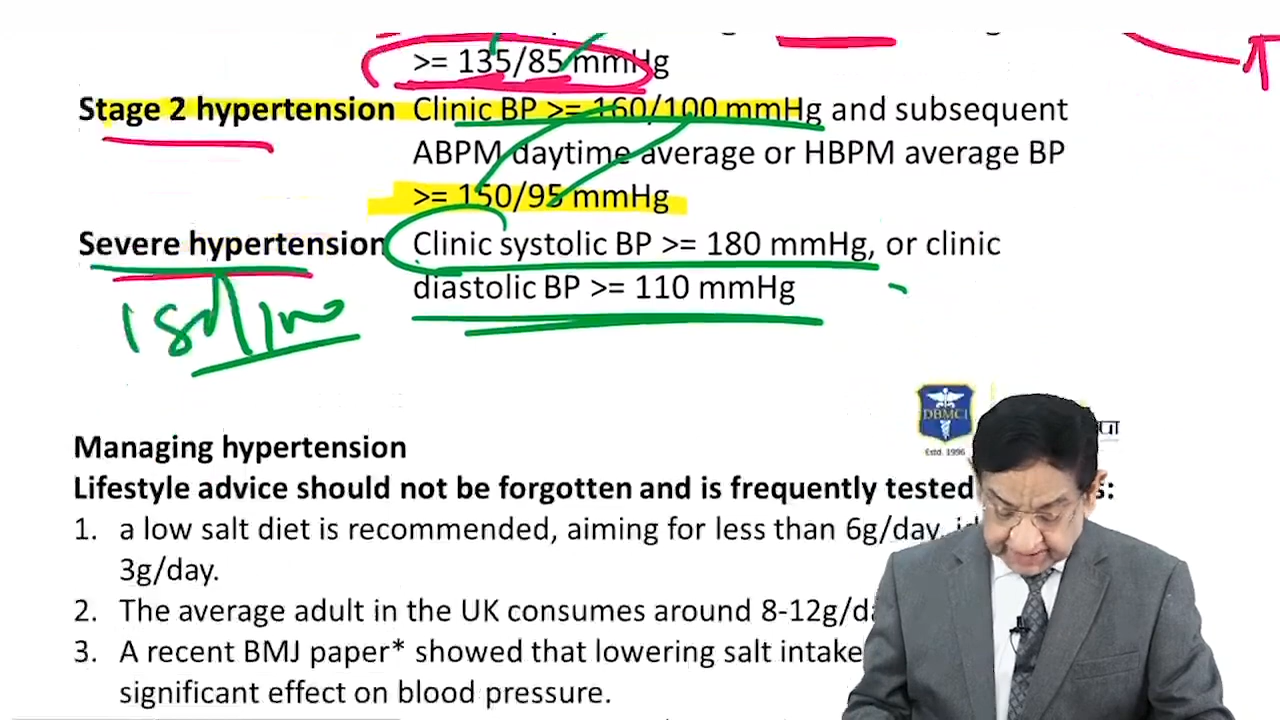 >= 135/85 mmHg
Stage 2 hypertension Clinic BP >= 160/100 mmHg and subsequent
ABPM daytime average or HBPM average BP
>= 150/95 mmHg
Severe hypertension Clinic systolic BP >= 180 mmHg, or clinic
diastolic BP >= 110 mmHg
DBMCI
Estd. 1996
Managing hypertension
Lifestyle advice should not be forgotten and is frequently tested
1. a low salt diet is recommended, aiming for less than 6g/day,
3g/day.
2. The average adult in the UK consumes around 8-12g/d
3. A recent BMJ paper* showed that lowering salt intake
significant effect on blood pressure.